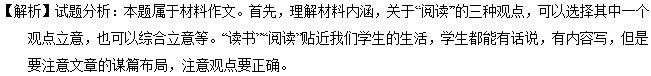 【解析】试题分析：本题属于材料作文。首先，理解材料内涵，关于“阅读”的三种观点，可以选择其中一个
观点立意，也可以综合立意等。“读书”“阅读”贴近我们学生的生活，学生都能有话说，有内容写，但是
要注意文章的谋篇布局，注意观点要正确。